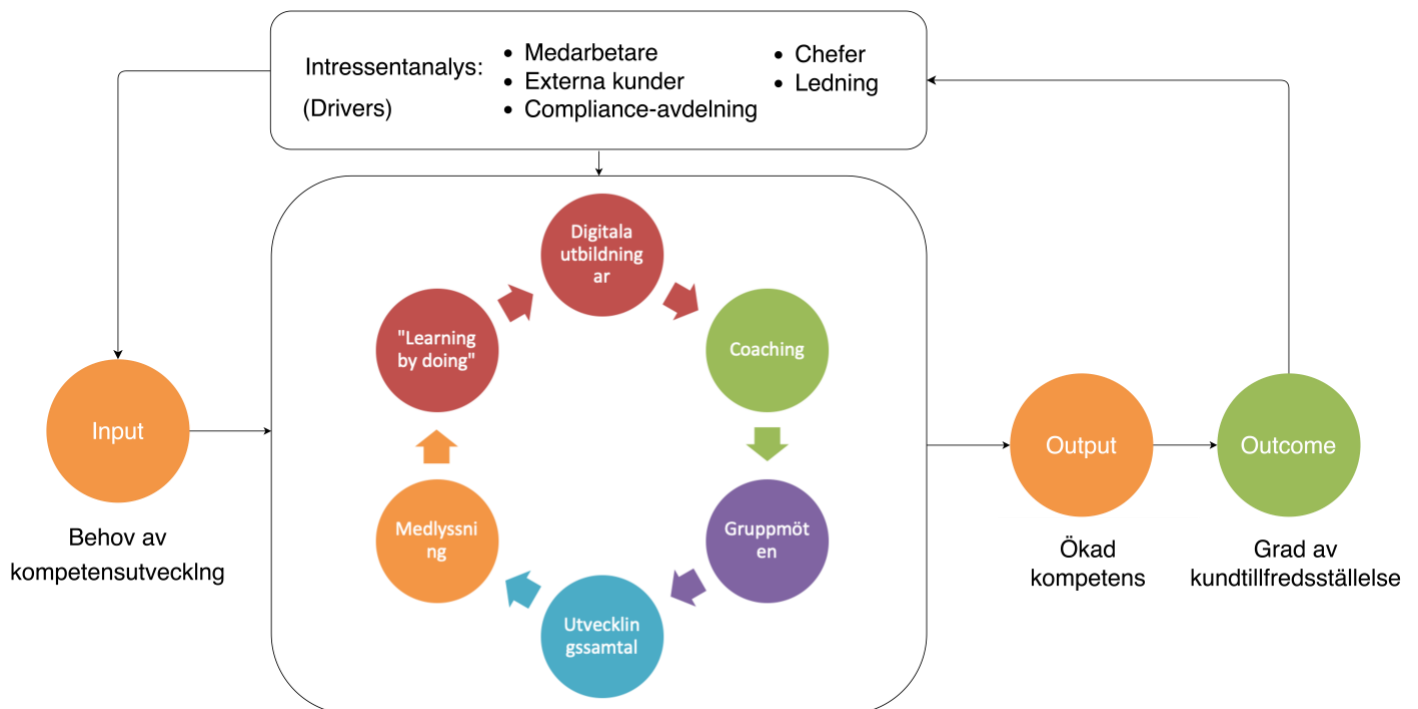 Intressentanalys:
(Drivers)
• Medarbetare
• Externa kunder
• Compliance-avdelning
• Chefer
• Ledning
Digitala
utbildning
ar
"Learning
by doing"
Coaching
Input
Output
Outcome
Medlyssni
ng
Gruppmöt
en
Utvecklin
gssamtal
Behov av
kompetensutvecklng
Ökad
kompetens
Grad av
kundtillfredsställelse